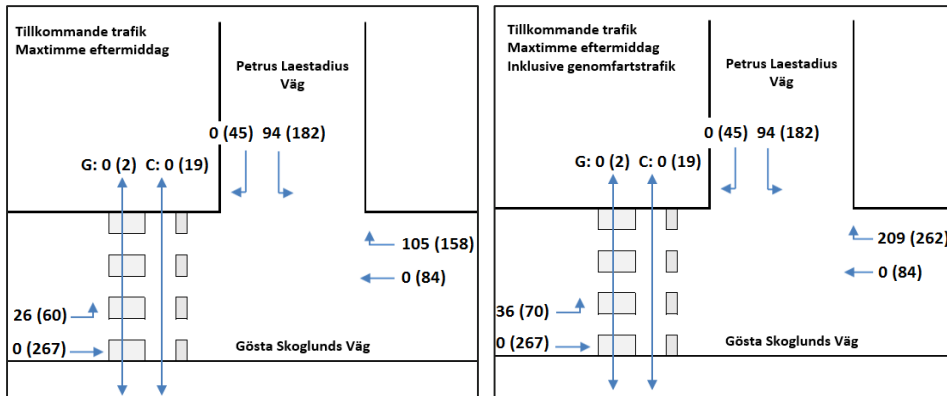 Tillkommande trafik
Maxtimme eftermiddag
Petrus Laestadius
Väg
0 (45) 94 (182)
G: 0 (2) C: 0 (19)
105 (158)
0 (84)
26 (60)
0 (267)
Gösta Skoglunds Väg
Tillkommande trafik
Maxtimme eftermiddag
Inklusive genomfartstrafik
Petrus Laestadius
Väg
0 (45) 94 (182)
G: 0 (2) C: 0 (19)
209 (262)
0 (84)
36 (70)
0 (267)
Gösta Skoglunds Väg